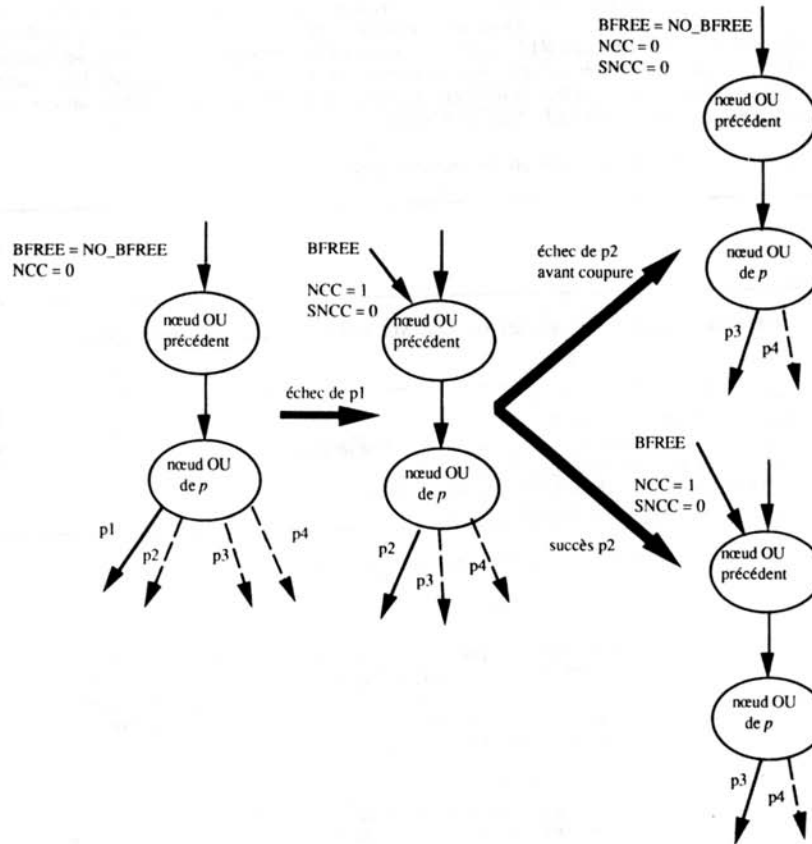 BFREE = NO_BFREE
NCC = 0
nœud OU
précédent
nœud OU
de p
p1
p2
p3
p4
échec de p1
BFREE
NCC = 1
SNCC = 0
nœud OU
précédent
nœud OU
de p
p2
p3
p4
échec de p2
avant coupure
succès p2
BFREE = NO_BFREE
NCC = 0
SNCC = 0
nœud OU
précédent
nœud OU
de p
p3
p4
BFREE
NCC = 1
SNCC = 0
nœud OU
précédent
nœud OU
de p
p3
p4